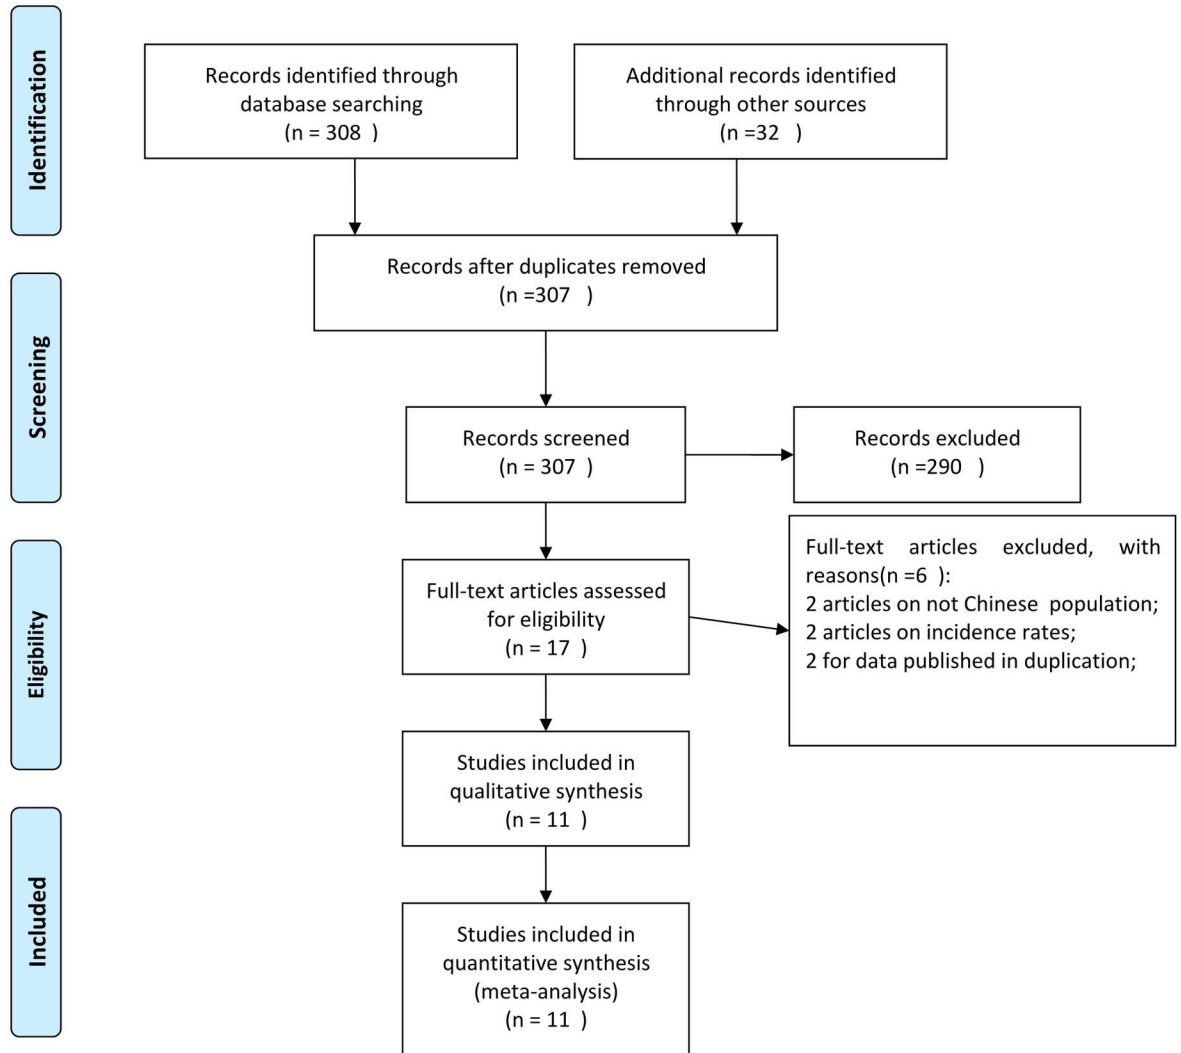 Identification
Records identified through
database searching
(n = 308 )
Additional records identified
through other sources
(n =32 )
Records after duplicates removed
(n =307 )
Screening
Records screened
(n = 307 )
Records excluded
(n =290 )
Eligibility
Full-text articles assessed
for eligibility
(n = 17 )
Full-text articles excluded, with
reasons(n =6 ):
2 articles on not Chinese population;
2 articles on incidence rates;
2 for data published in duplication;
Studies included in
qualitative synthesis
(n = 11 )
Included
Studies included in
quantitative synthesis
(meta-analysis)
(n = 11 )